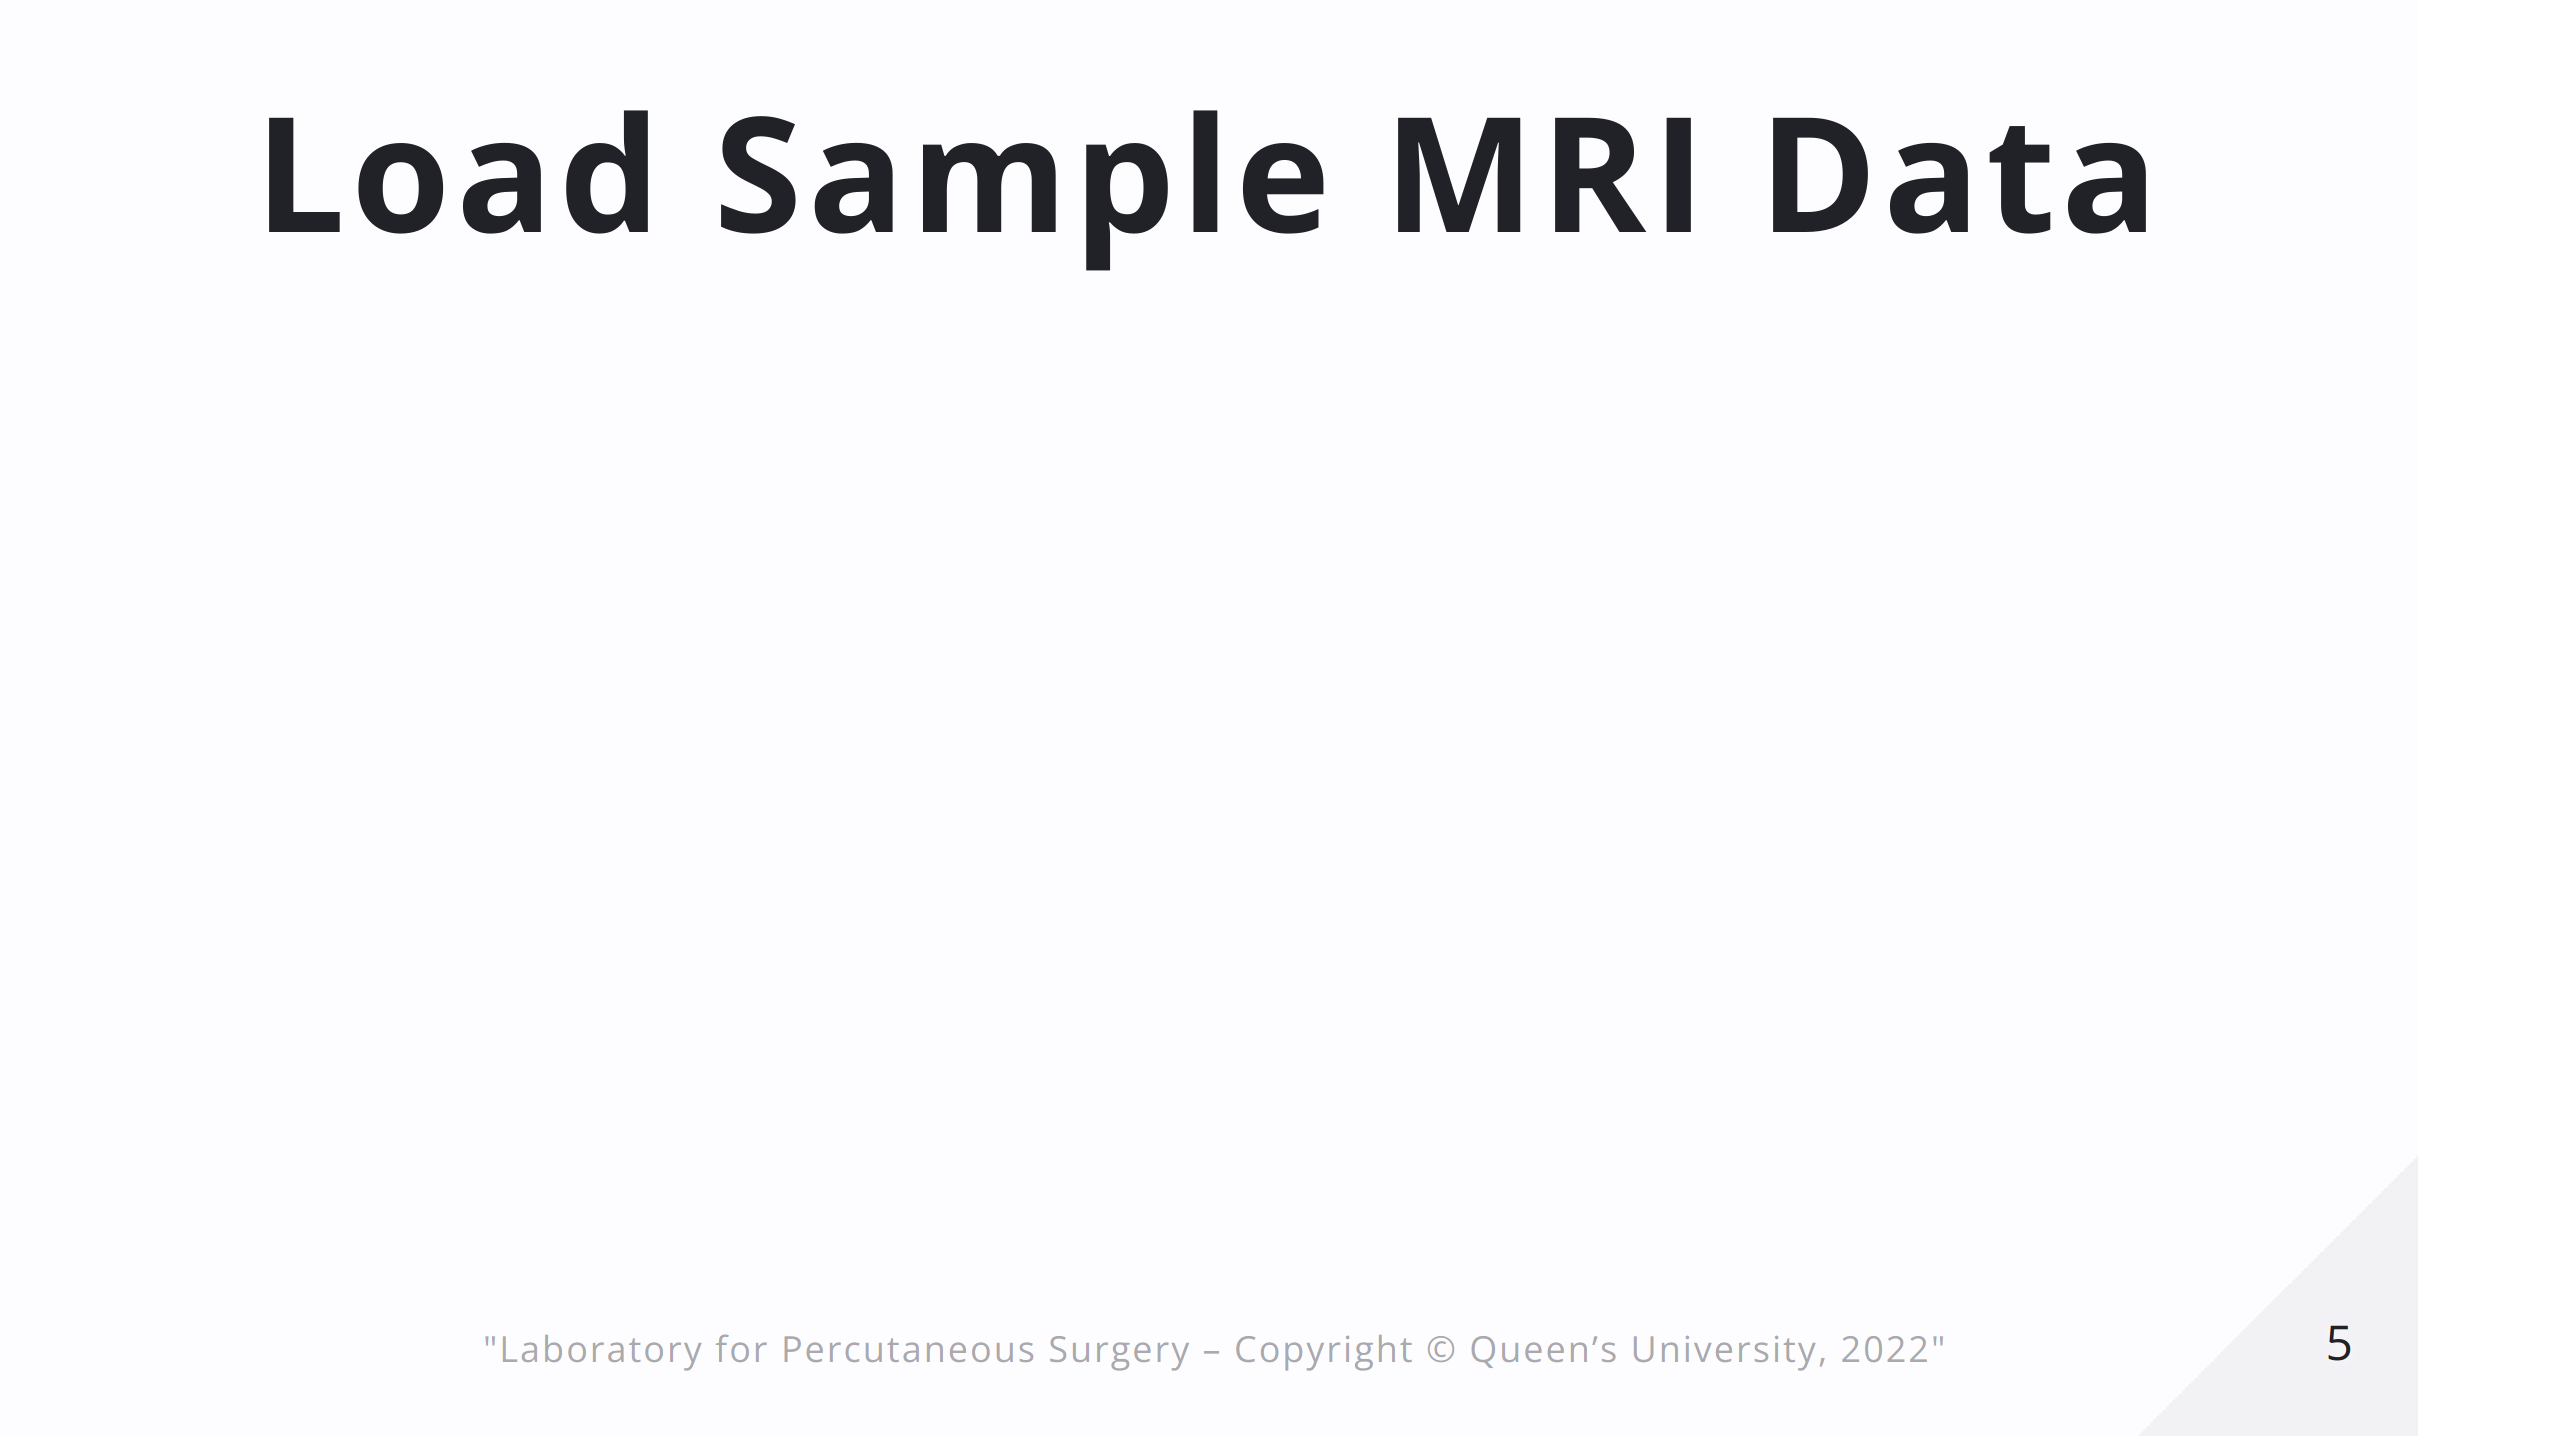 Load Sample MRI Data
"Laboratory for Percutaneous Surgery – Copyright © Queen’s University, 2022"
5